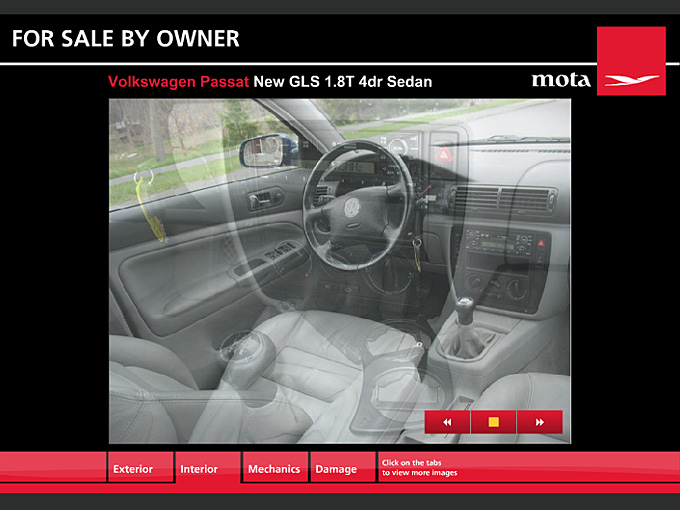 FOR SALE BY OWNER
mota
Volkswagen Passat New GLS 1.8T 4dr Sedan
Exterior
Interior
Mechanics
Damage
Click on the tabs
to view more images